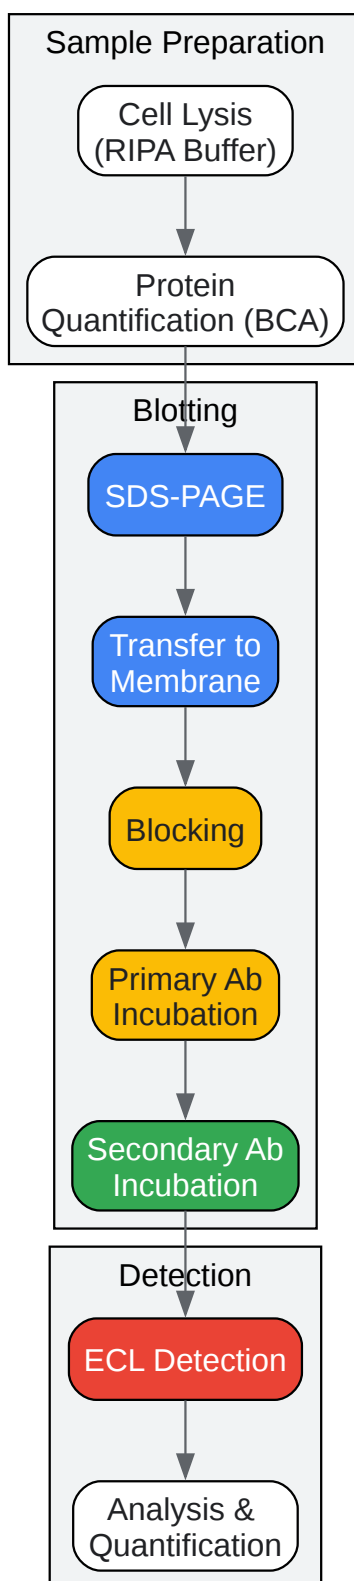 Sample Preparation
Cell Lysis
(RIPA Buffer)
Protein
Quantification (BCA)
Blotting
SDS-PAGE
Transfer to
Membrane
Blocking
Primary Ab
Incubation
Secondary Ab
Incubation
Detection
ECL Detection
Analysis &
Quantification